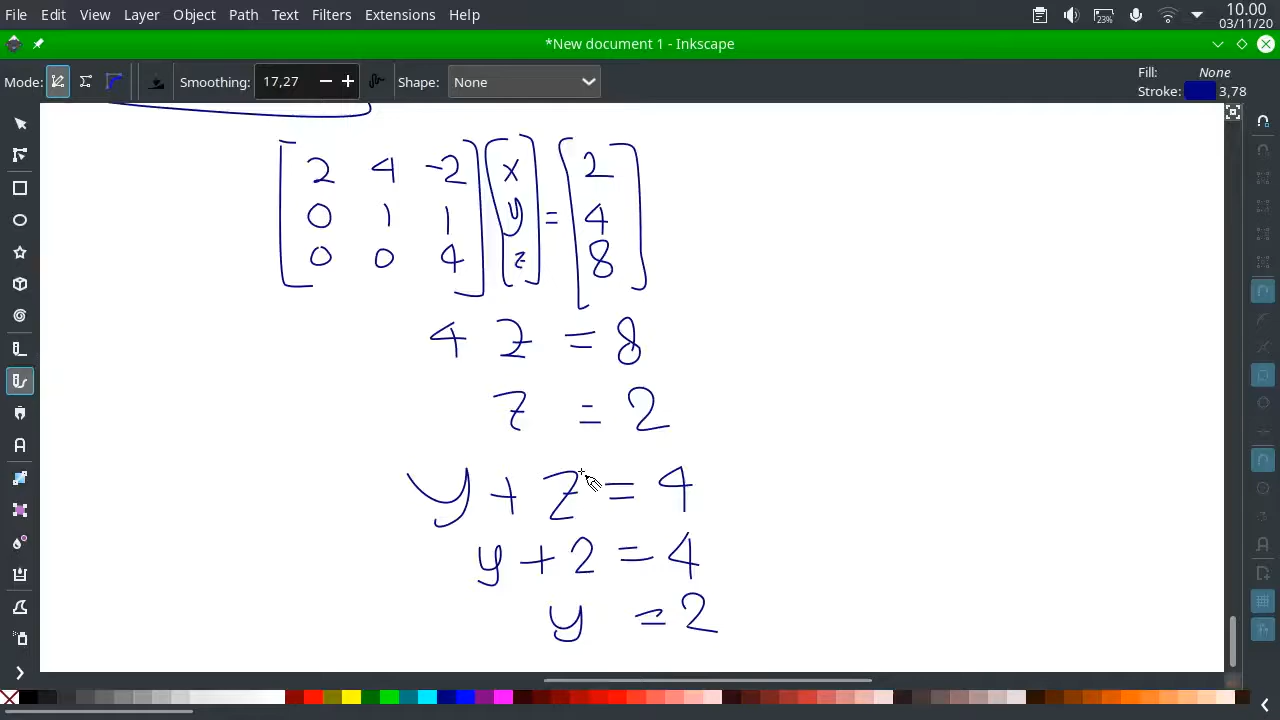 File Edit View Layer Object Path Text Filters Extensions Help
23%
10.00
03/11/20
*New document 1 - Inkscape
Mode: Smoothing: 17,27 − + Shape: None
Fill: None
Stroke: 3,78
2 4 -2 x 2
0 1 1 y = 4
0 0 4 z 8
4 z = 8
z = 2
y + z = 4
y + 2 = 4
y = 2